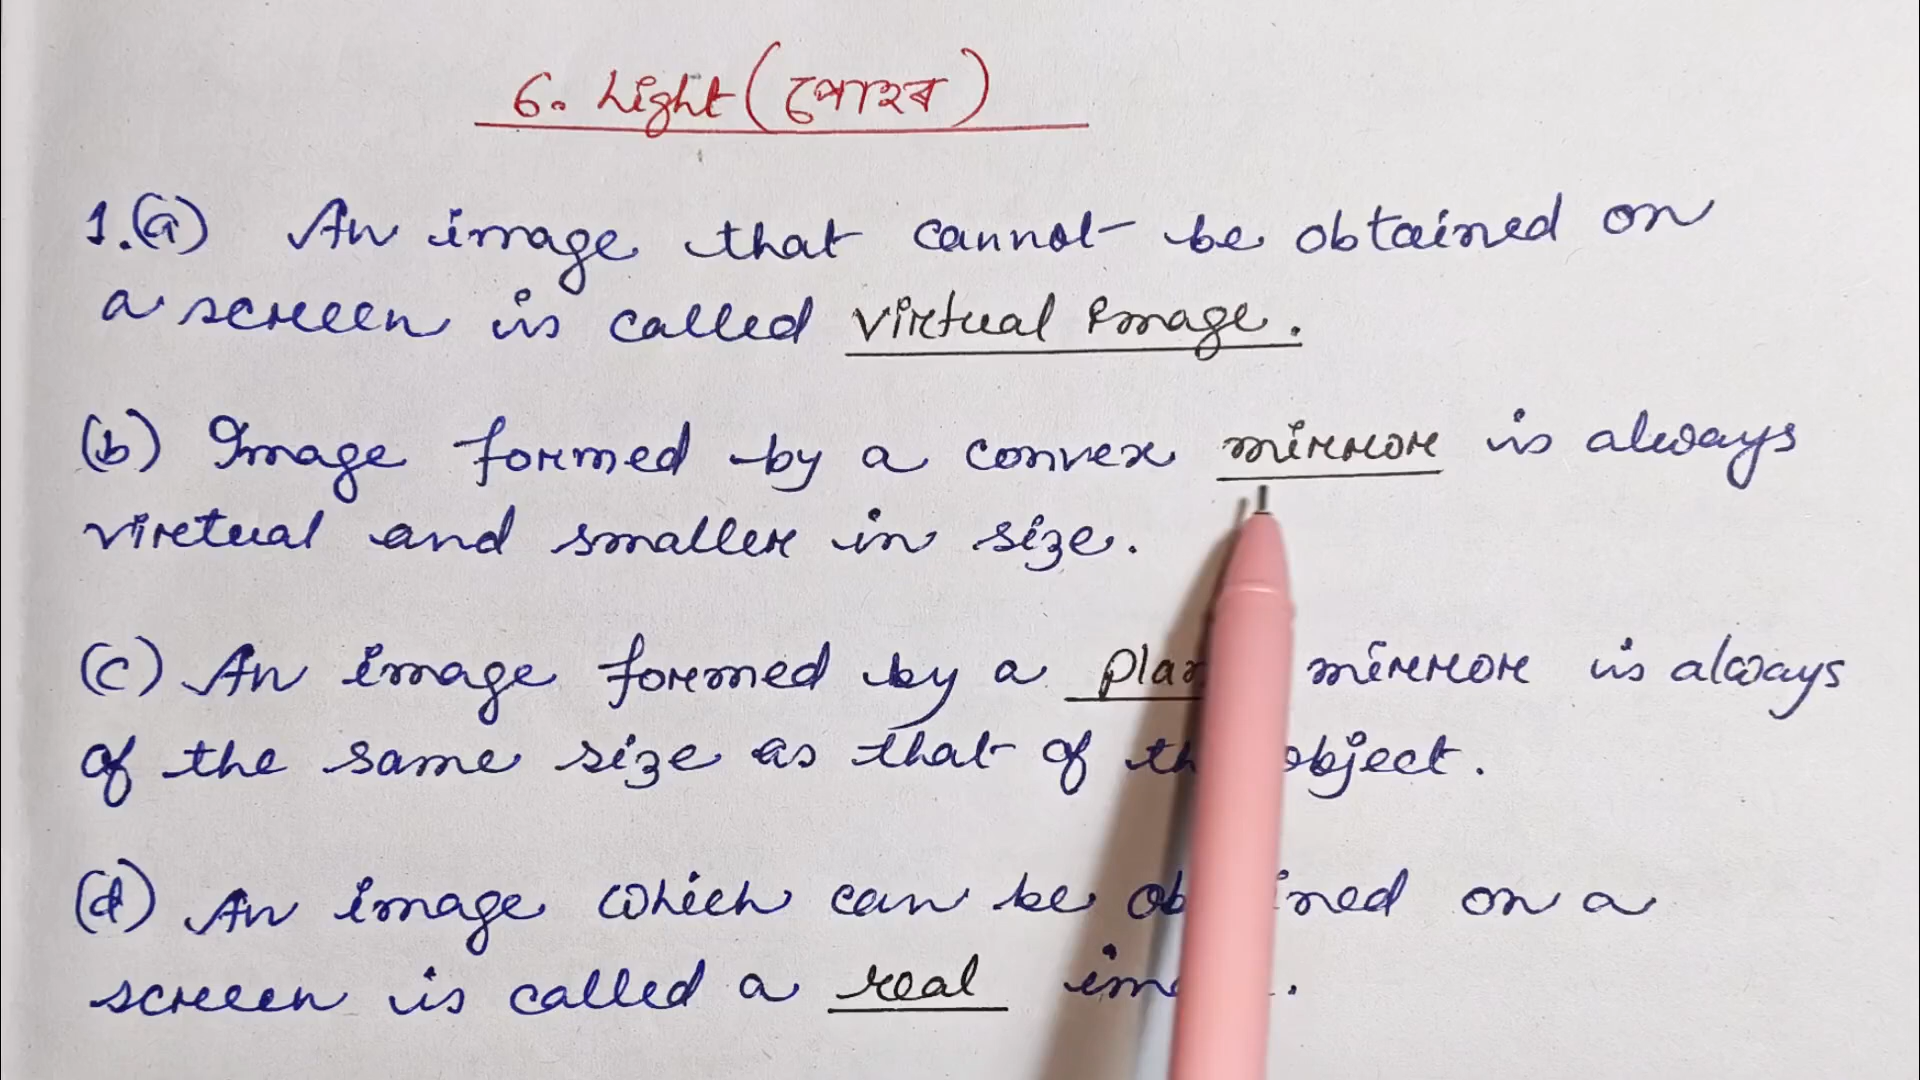 6. Light (পোহৰ)
1.(a) An image that cannot be obtained on
a screen is called virtual image.
(b) Image formed by a convex mirror is always
virtual and smaller in size.
(c) An image formed by a mirror is always
of the same size as that of object.
(d) An image which can be on a
screen is called a real .